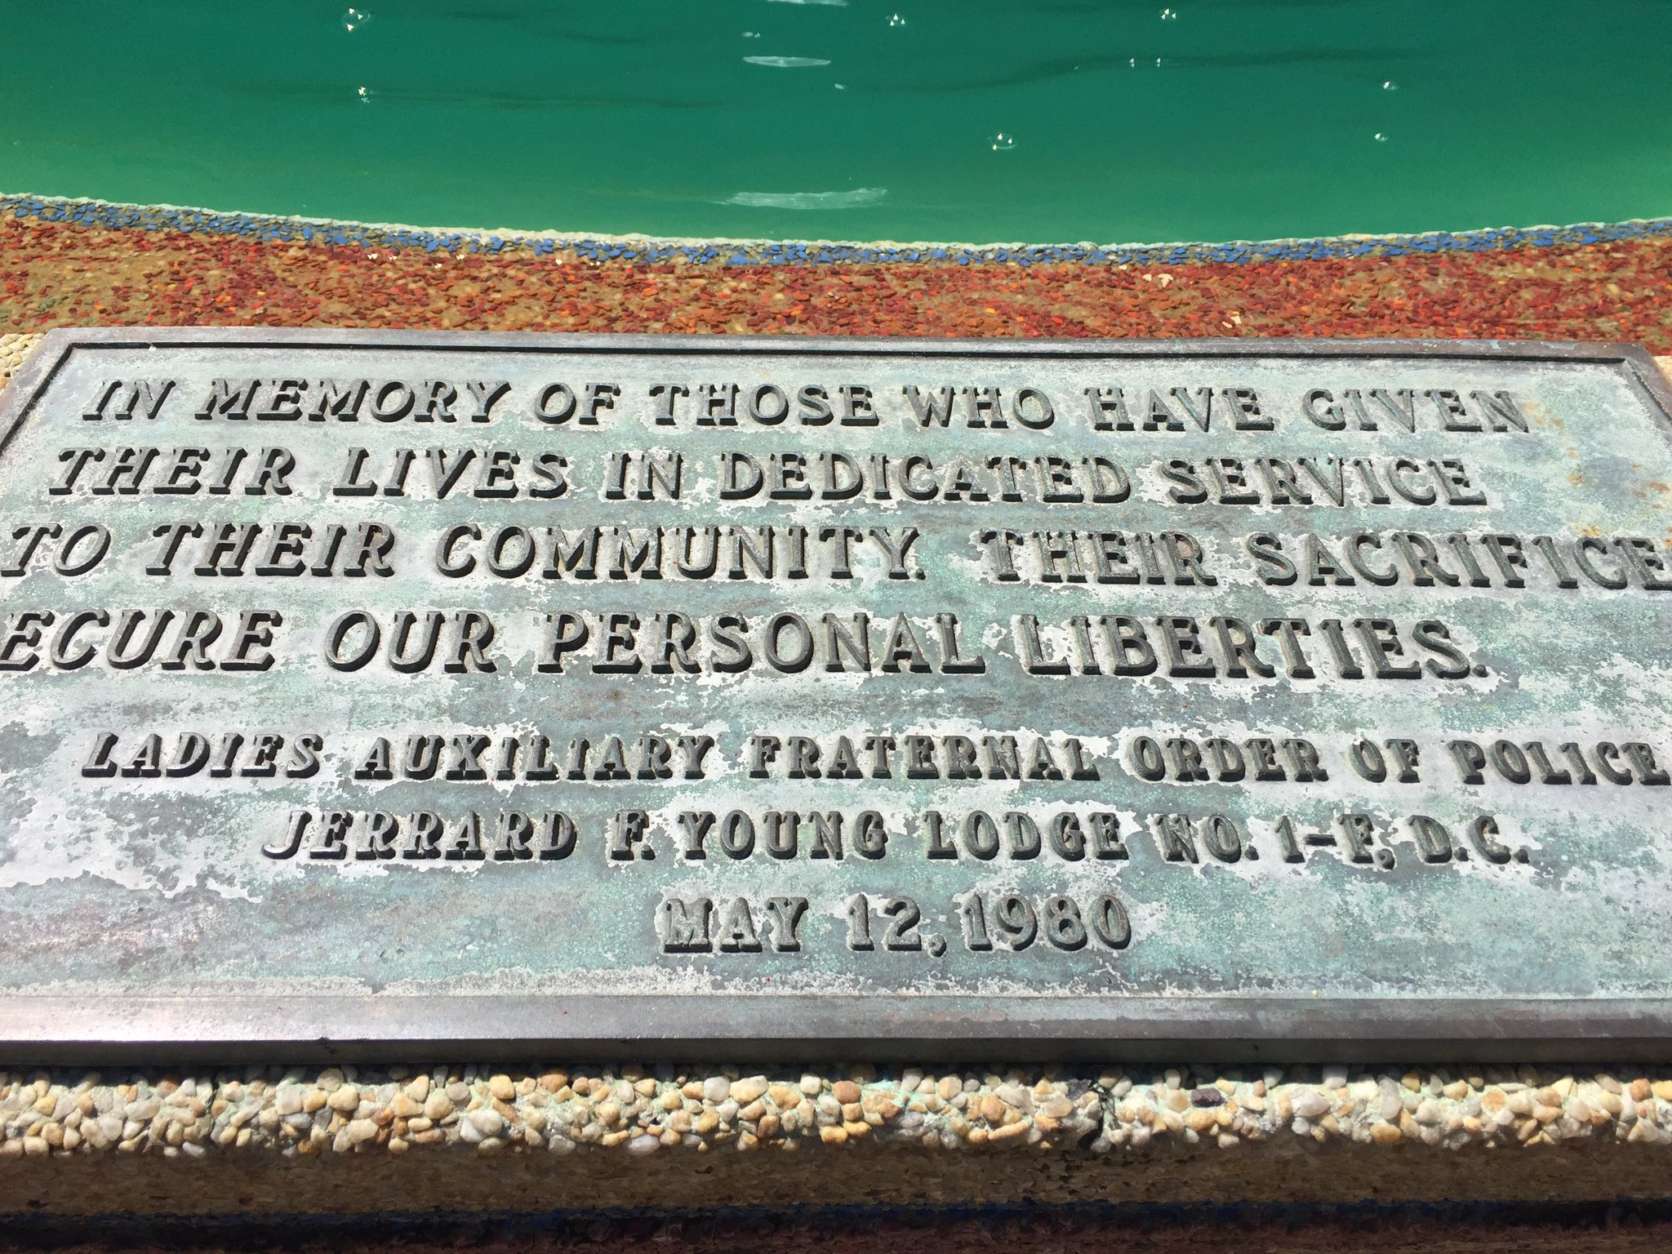 IN MEMORY OF THOSE WHO HAVE GIVEN
THEIR LIVES IN DEDICATED SERVICE
TO THEIR COMMUNITY. THEIR SACRIFICE
ECURE OUR PERSONAL LIBERTIES.
LADIES AUXILIARY FRATERNAL ORDER OF POLICE
JERRARD F. YOUNG LODGE NO. 1-F, D.C.
MAY 12, 1980